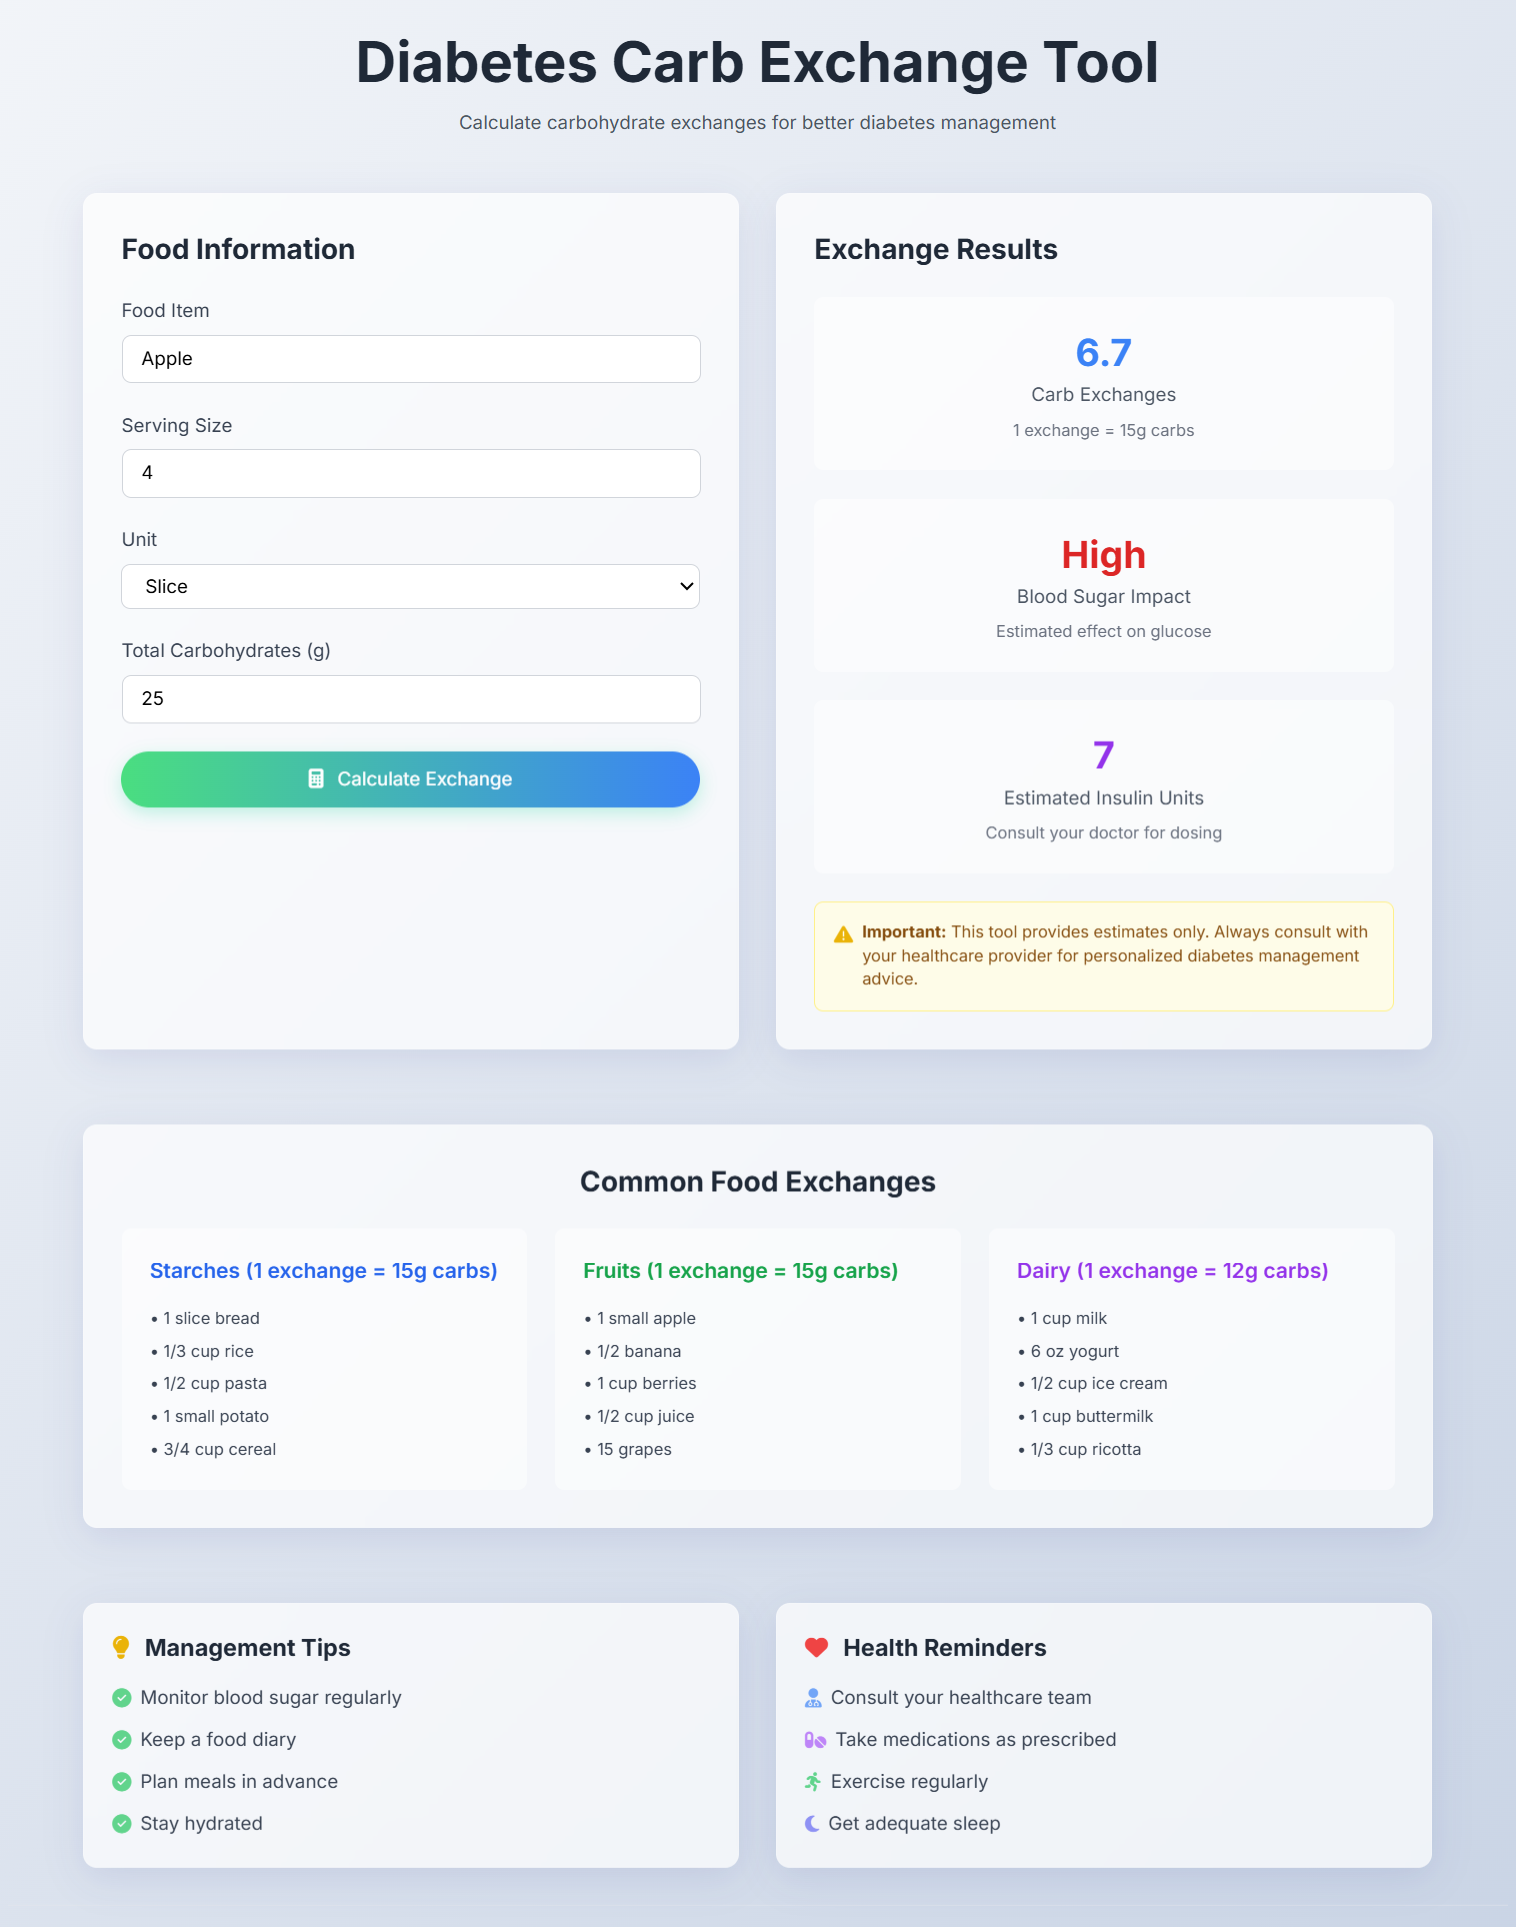 Diabetes Carb Exchange Tool
Calculate carbohydrate exchanges for better diabetes management
Food Information
Food Item
Apple
Serving Size
4
Unit
Slice
Total Carbohydrates (g)
25
Calculate Exchange
Exchange Results
6.7
Carb Exchanges
1 exchange = 15g carbs
High
Blood Sugar Impact
Estimated effect on glucose
7
Estimated Insulin Units
Consult your doctor for dosing
Important: This tool provides estimates only. Always consult with
your healthcare provider for personalized diabetes management
advice.
Common Food Exchanges
Starches (1 exchange = 15g carbs)
• 1 slice bread
• 1/3 cup rice
• 1/2 cup pasta
• 1 small potato
• 3/4 cup cereal
Fruits (1 exchange = 15g carbs)
• 1 small apple
• 1/2 banana
• 1 cup berries
• 1/2 cup juice
• 15 grapes
Dairy (1 exchange = 12g carbs)
• 1 cup milk
• 6 oz yogurt
• 1/2 cup ice cream
• 1 cup buttermilk
• 1/3 cup ricotta
Management Tips
Monitor blood sugar regularly
Keep a food diary
Plan meals in advance
Stay hydrated
Health Reminders
Consult your healthcare team
Take medications as prescribed
Exercise regularly
Get adequate sleep